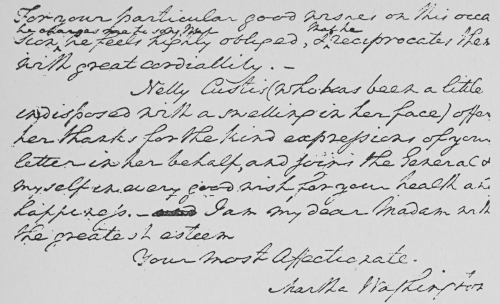 For your particular good wishes on this occa
he charges me to say, that that he
sion, he feels highly obliged, & reciprocates them
with great cordiallity. –
Nelly Custis (who has been a little
indisposed with a swelling in her face) offers
her thanks for the kind expressions of your
letter in her behalf, and joins the General &
myself in every good wish for your health and
happiness. – I am my dear Madam with
the greatest esteem
Your most Affectionate.
Martha Washington